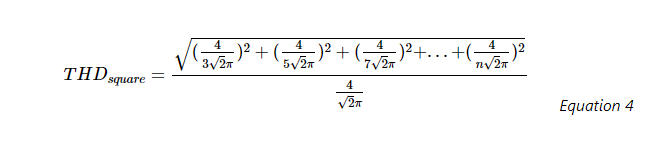 THD_square = √((4/(3√2π))² + (4/(5√2π))² + (4/(7√2π))²+…+(4/(n√2π))²) / (4/(√2π))
Equation 4